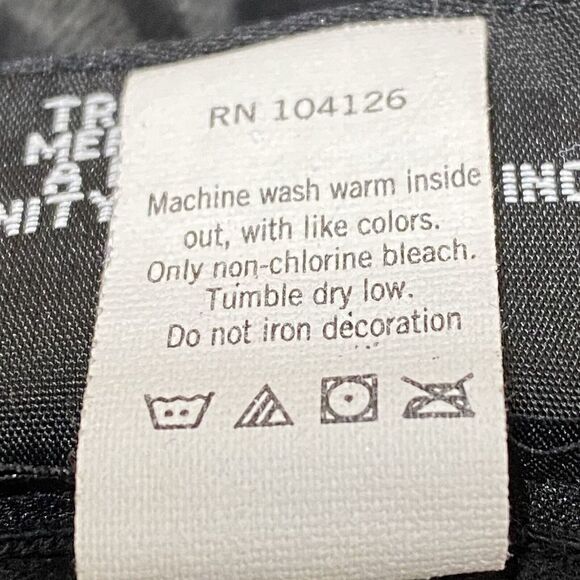 RN 104126
Machine wash warm inside
out, with like colors.
Only non-chlorine bleach.
Tumble dry low.
Do not iron decoration